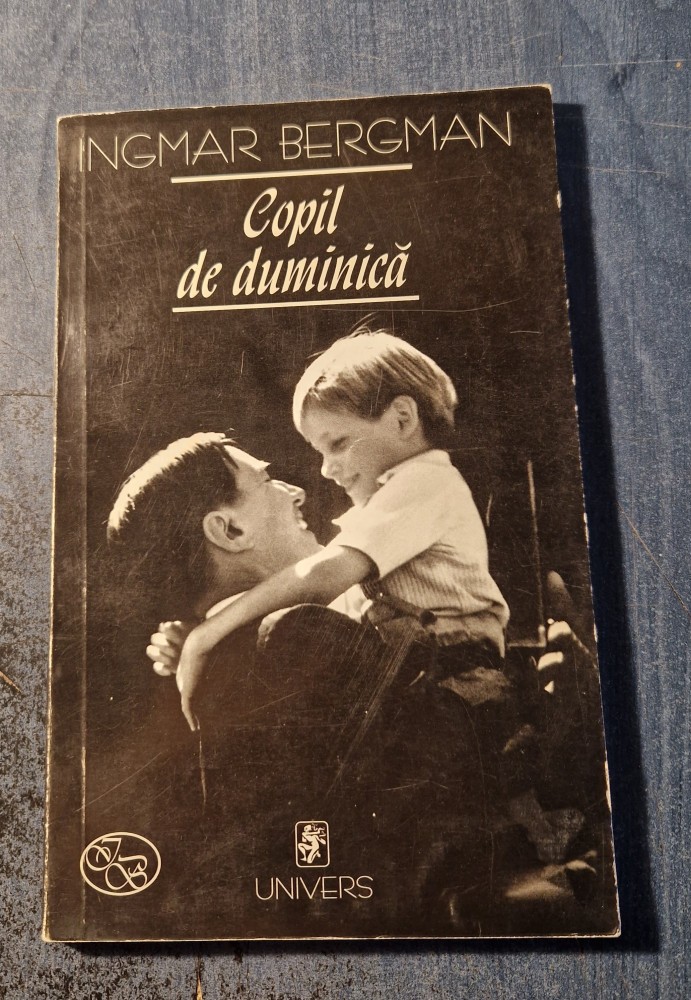 INGMAR BERGMAN
Copil
de duminică
UNIVERS